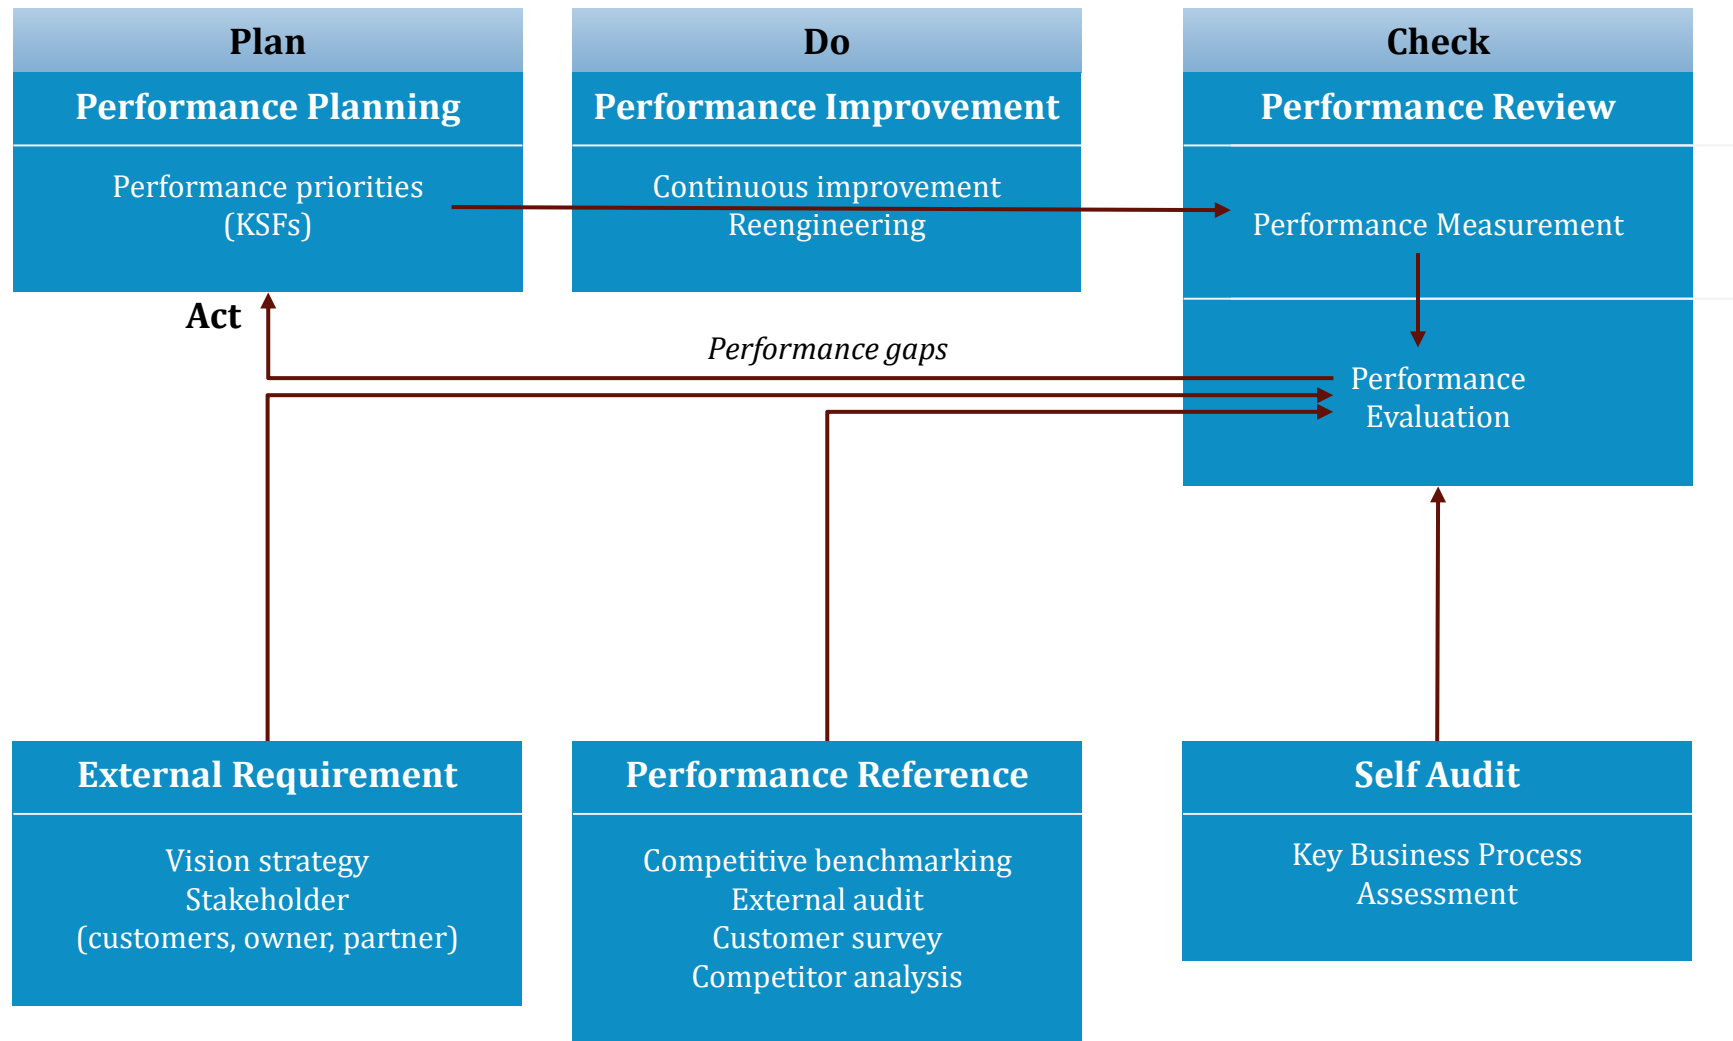 Plan
Performance Planning
Performance priorities
(KSFs)
Do
Performance Improvement
Continuous improvement
Reengineering
Check
Performance Review
Performance Measurement
Performance
Evaluation
Act
Performance gaps
External Requirement
Vision strategy
Stakeholder
(customers, owner, partner)
Performance Reference
Competitive benchmarking
External audit
Customer survey
Competitor analysis
Self Audit
Key Business Process
Assessment